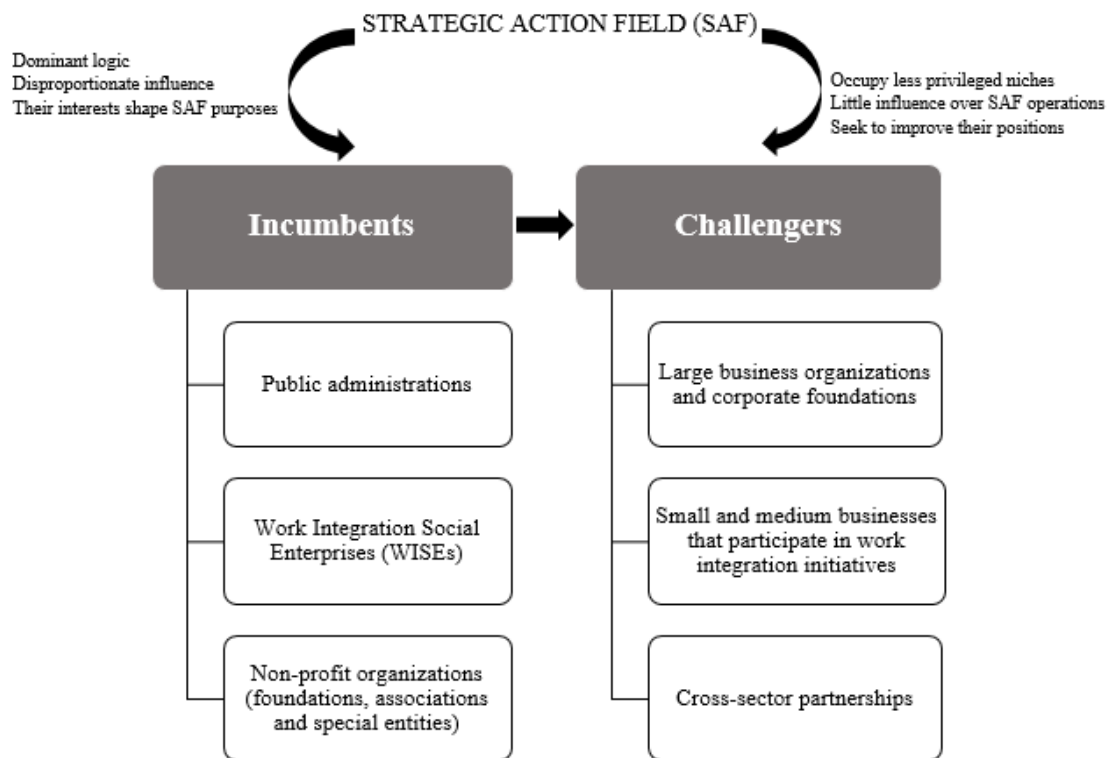 STRATEGIC ACTION FIELD (SAF)
Dominant logic
Disproportionate influence
Their interests shape SAF purposes
Occupy less privileged niches
Little influence over SAF operations
Seek to improve their positions
Incumbents
Challengers
Public administrations
Large business organizations
and corporate foundations
Work Integration Social
Enterprises (WISEs)
Small and medium businesses
that participate in work
integration initiatives
Non-profit organizations
(foundations, associations
and special entities)
Cross-sector partnerships